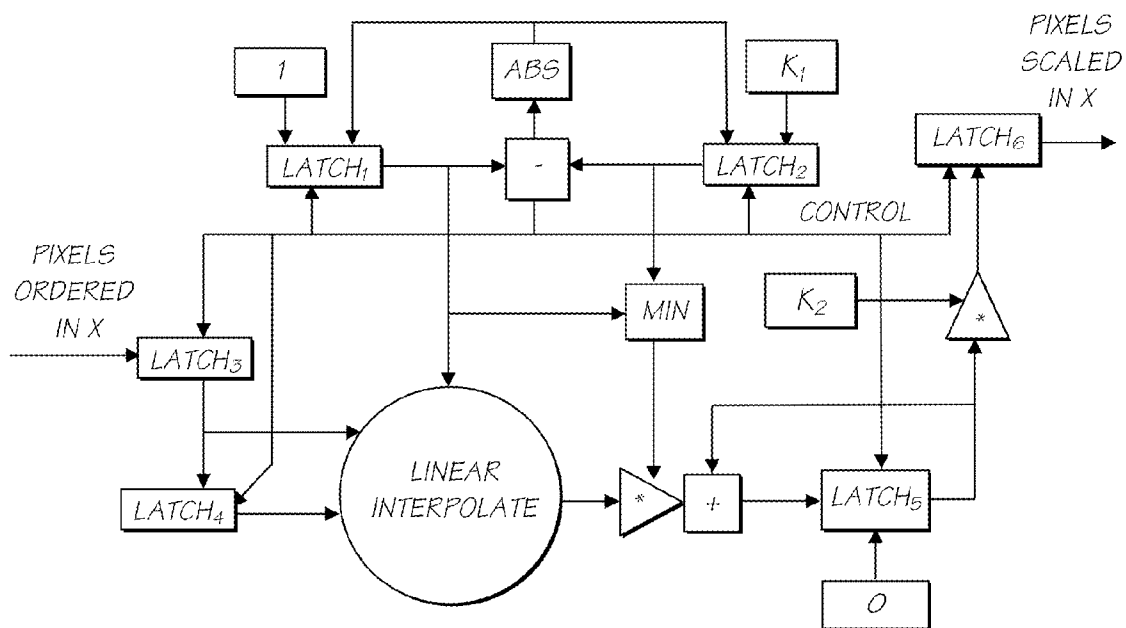 PIXELS
SCALED
IN X
1
ABS
K₁
LATCH₁
-
LATCH₂
LATCH₆
CONTROL
PIXELS
ORDERED
IN X
K₂
*
MIN
LATCH₃
LINEAR
INTERPOLATE
LATCH₄
*
+
LATCH₅
0